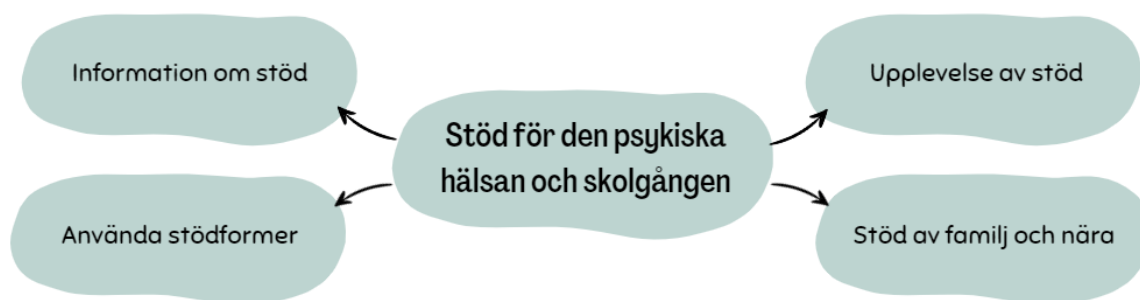 Information om stöd
Upplevelse av stöd
Stöd för den psykiska
hälsan och skolgången
Använda stödformer
Stöd av familj och nära